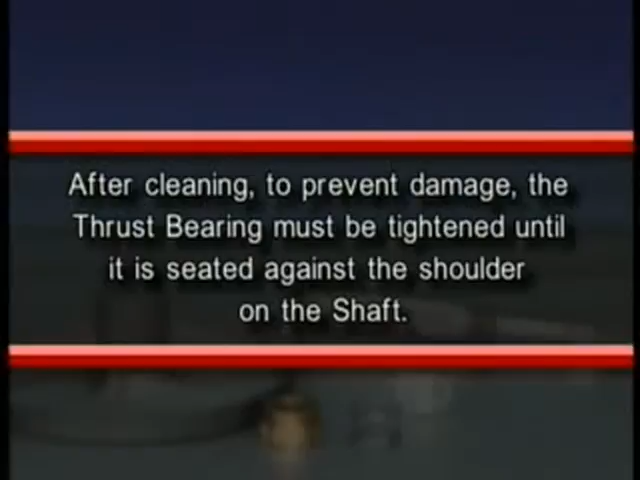 After cleaning, to prevent damage, the
Thrust Bearing must be tightened until
it is seated against the shoulder
on the Shaft.